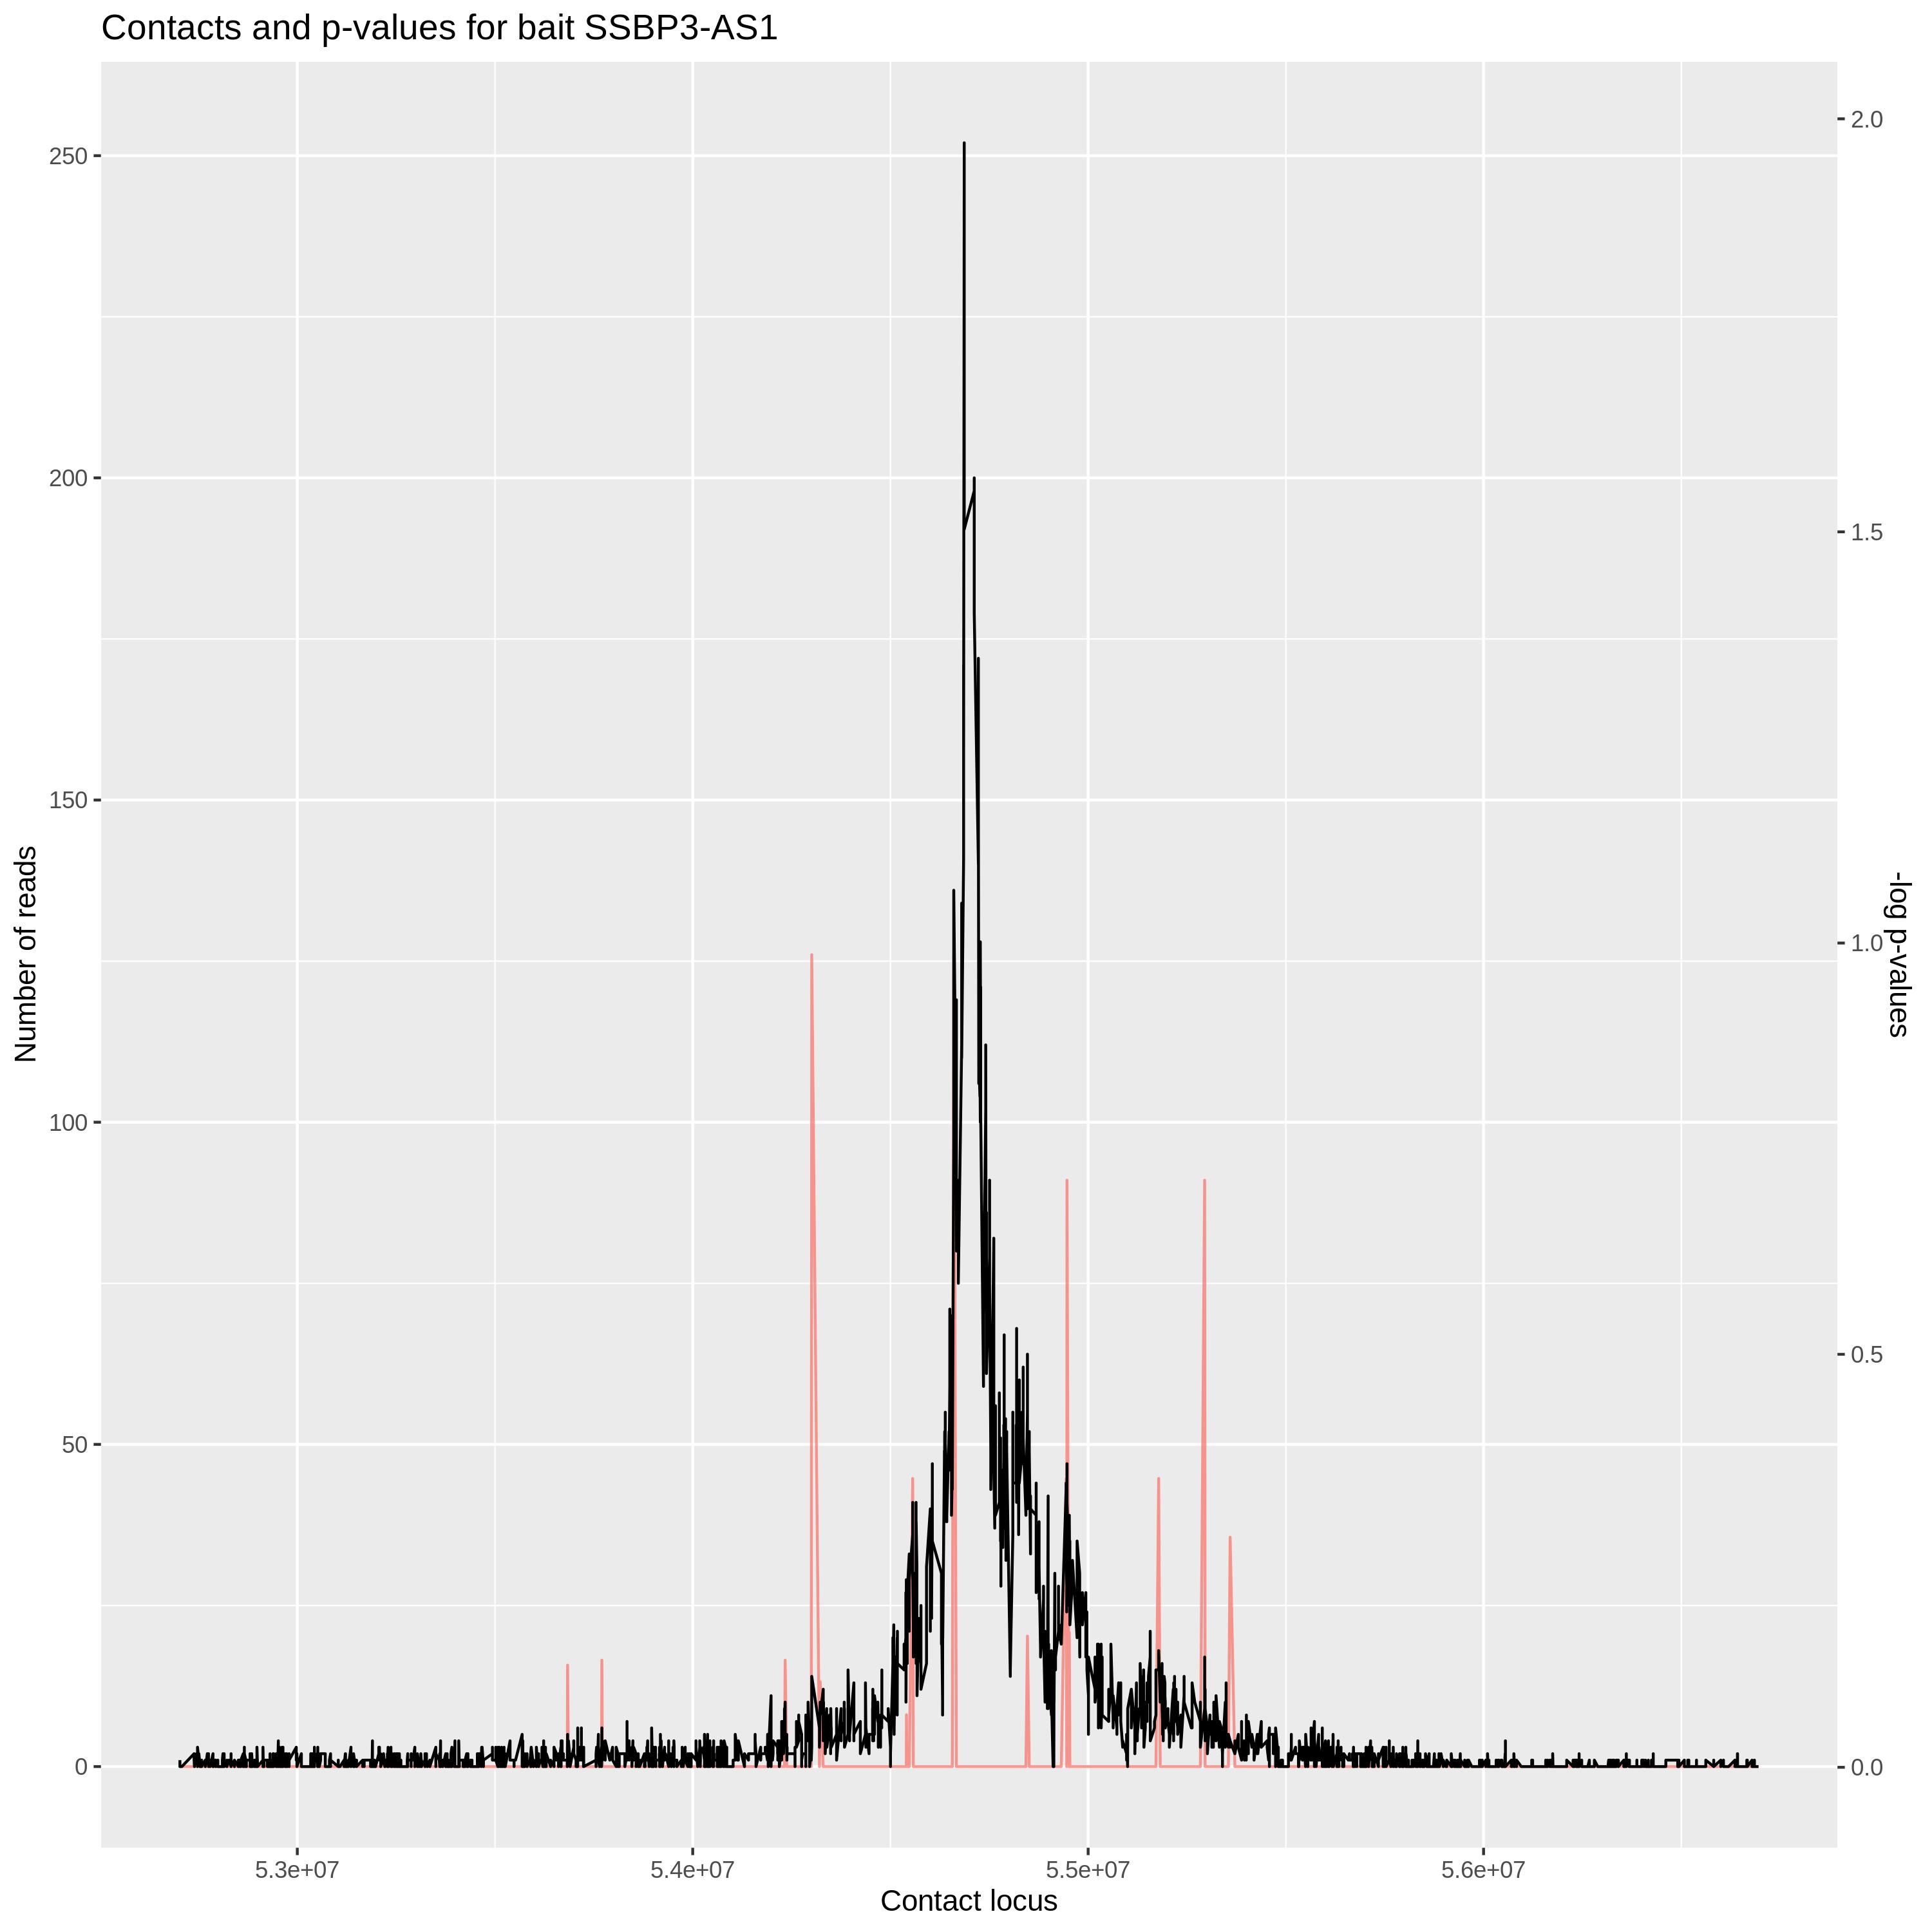 Contacts and p-values for bait SSBP3-AS1
250
200
150
100
50
0
2.0
1.5
1.0
0.5
0.0
Number of reads
-log p-values
5.3e+07
5.4e+07
5.5e+07
5.6e+07
Contact locus